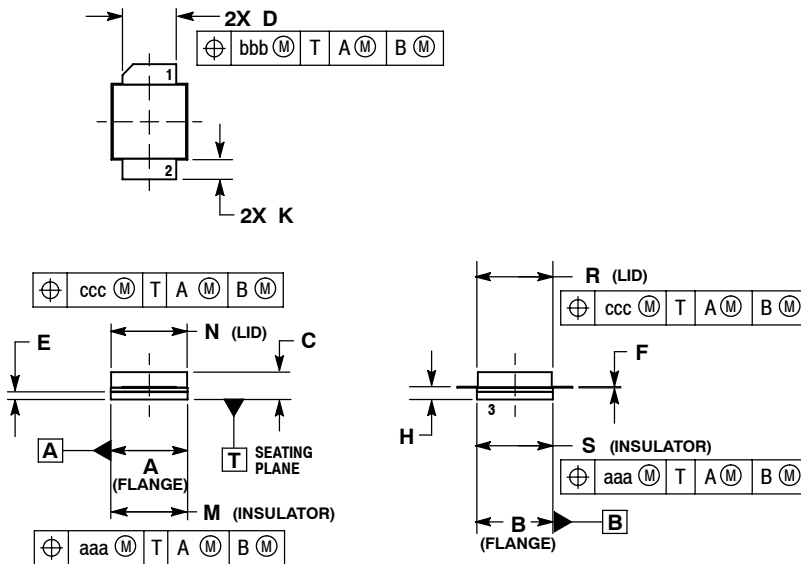 2X D
⌖ bbb Ⓜ T A Ⓜ B Ⓜ
1
2
2X K
⌖ ccc Ⓜ T A Ⓜ B Ⓜ
R (LID)
⌖ ccc Ⓜ T A Ⓜ B Ⓜ
E
N (LID)
C
F
3
H
A
A
(FLANGE)
T SEATING
PLANE
S (INSULATOR)
⌖ aaa Ⓜ T A Ⓜ B Ⓜ
M (INSULATOR)
B
(FLANGE)
B
⌖ aaa Ⓜ T A Ⓜ B Ⓜ